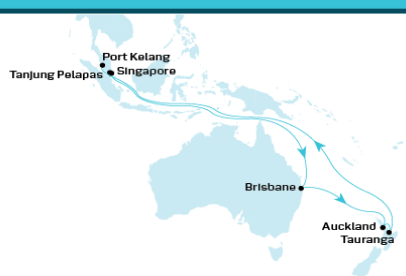 Port Kelang
Tanjung Pelapas
Singapore
Brisbane
Auckland
Tauranga